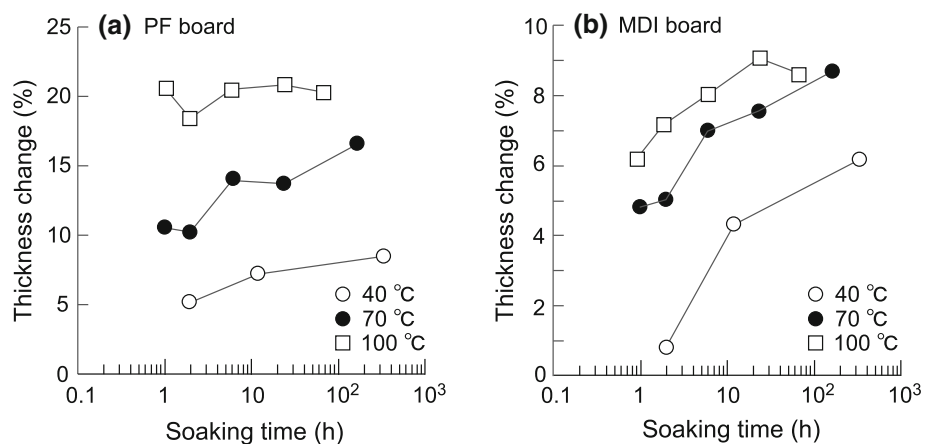 (a) PF board
Thickness change (%)
25
20
15
10
5
0
0.1 1 10 10² 10³
Soaking time (h)
40 °C
70 °C
100 °C
(b) MDI board
Thickness change (%)
10
8
6
4
2
0
0.1 1 10 10² 10³
Soaking time (h)
40 °C
70 °C
100 °C